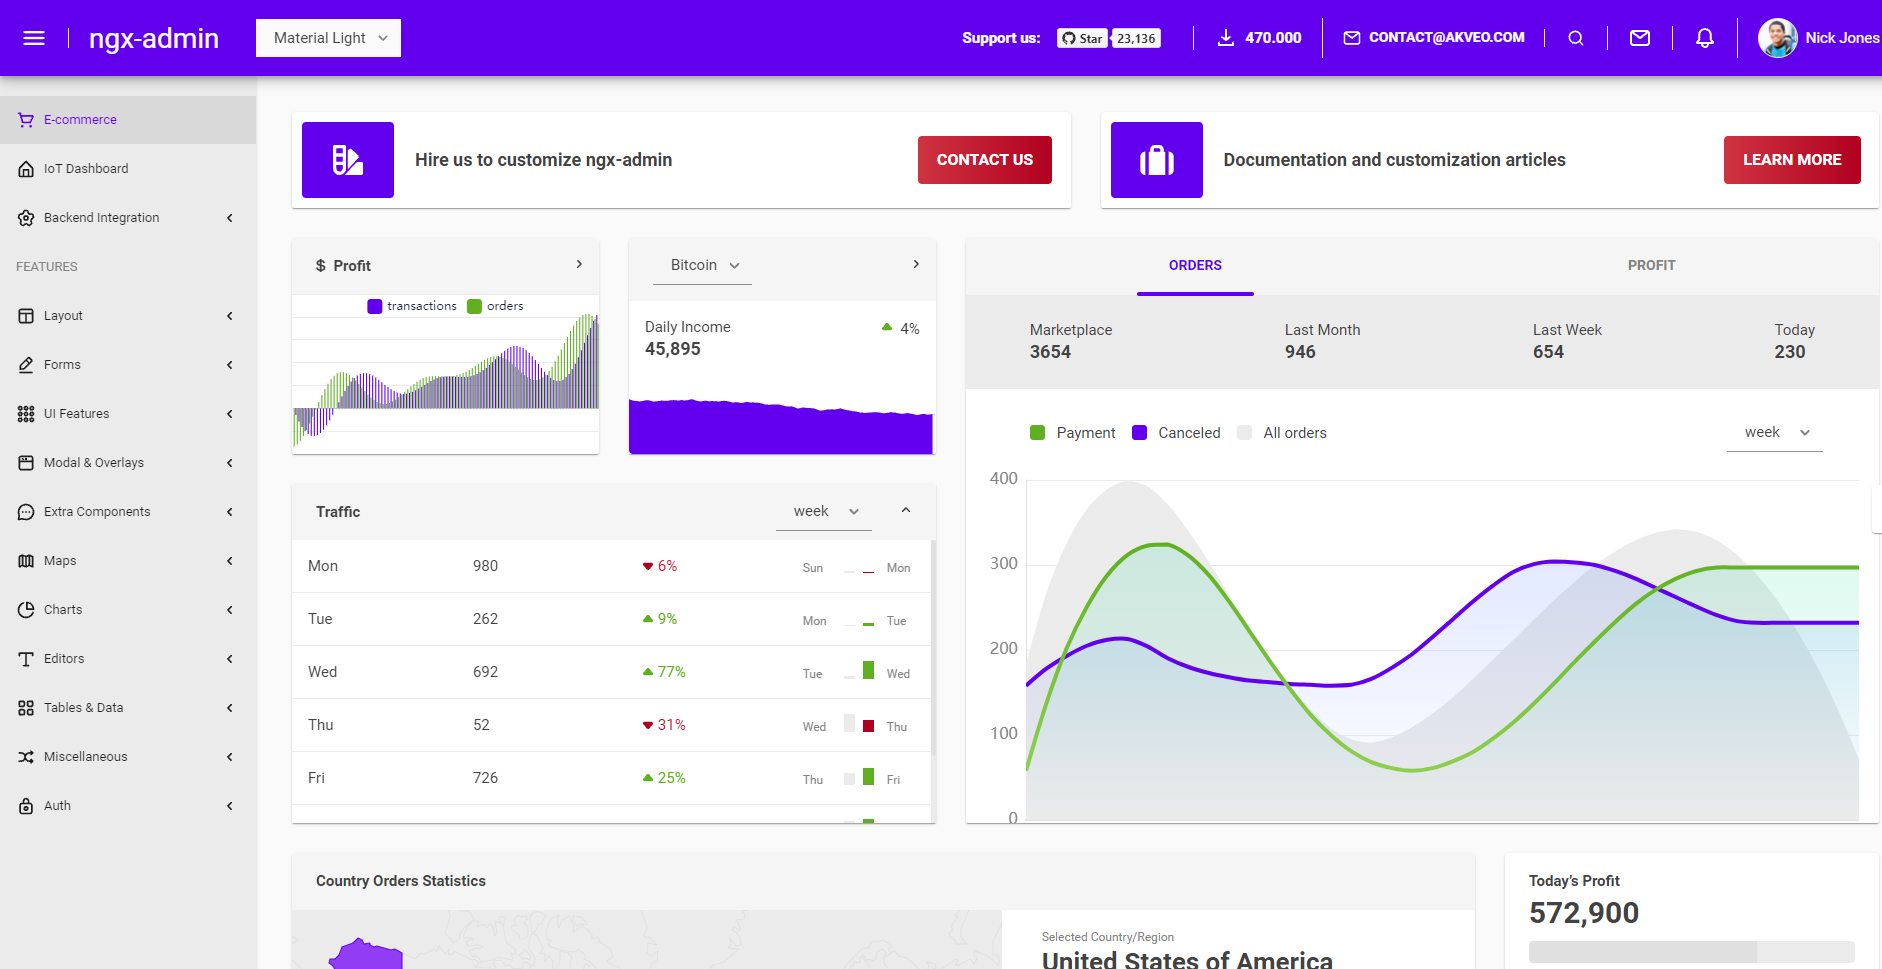 ngx-admin
Material Light
Support us:
Star
23,136
470.000
CONTACT@AKVEO.COM
Nick Jones
E-commerce
IoT Dashboard
Backend Integration
FEATURES
Layout
Forms
UI Features
Modal & Overlays
Extra Components
Maps
Charts
Editors
Tables & Data
Miscellaneous
Auth
Hire us to customize ngx-admin
CONTACT US
Documentation and customization articles
LEARN MORE
$ Profit
transactions orders
Bitcoin
Daily Income
45,895
4%
ORDERS
PROFIT
Marketplace
3654
Last Month
946
Last Week
654
Today
230
Payment Canceled All orders
week
400
300
200
100
0
Traffic
week
Mon 980 6% Sun Mon
Tue 262 9% Mon Tue
Wed 692 77% Tue Wed
Thu 52 31% Wed Thu
Fri 726 25% Thu Fri
Country Orders Statistics
Selected Country/Region
United States of America
Today’s Profit
572,900